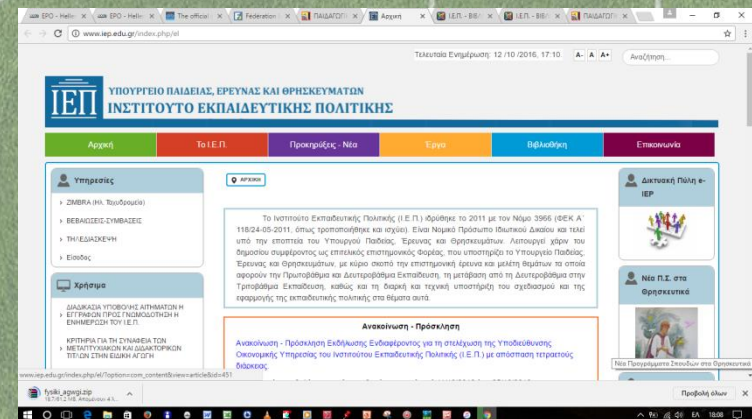 EPO - Helle
EPO - Helle
The official
Federation
ΠΑΙΔΑΓΩΓΙ
Αρχική
Ι.Ε.Π. - Βιβλ
Ι.Ε.Π. - Βιβλ
ΠΑΙΔΑΓΩΓΙ
www.iep.edu.gr/index.php/el
Τελευταία Ενημέρωση: 12 /10 /2016, 17:10.
A- A A+
Αναζήτηση...
ΙΕΠ
ΥΠΟΥΡΓΕΙΟ ΠΑΙΔΕΙΑΣ, ΕΡΕΥΝΑΣ ΚΑΙ ΘΡΗΣΚΕΥΜΑΤΩΝ
ΙΝΣΤΙΤΟΥΤΟ ΕΚΠΑΙΔΕΥΤΙΚΗΣ ΠΟΛΙΤΙΚΗΣ
Αρχική Το Ι.Ε.Π. Προκηρύξεις - Νέα Έργα Βιβλιοθήκη Επικοινωνία
Υπηρεσίες
ZIMBRA (Ηλ. Ταχυδρομείο)
ΒΕΒΑΙΩΣΕΙΣ-ΣΥΜΒΑΣΕΙΣ
ΤΗΛΕΔΙΑΣΚΕΨΗ
Είσοδος
Χρήσιμα
ΔΙΑΔΙΚΑΣΙΑ ΥΠΟΒΟΛΗΣ ΑΙΤΗΜΑΤΩΝ Η
ΕΓΓΡΑΦΩΝ ΠΡΟΣ ΓΝΩΜΟΔΟΤΗΣΗ Η
ΕΝΗΜΕΡΩΣΗ ΤΟΥ Ι.Ε.Π.
ΚΡΙΤΗΡΙΑ ΓΙΑ ΤΗ ΣΥΝΑΦΕΙΑ ΤΩΝ
ΜΕΤΑΠΤΥΧΙΑΚΩΝ ΚΑΙ ΔΙΔΑΚΤΟΡΙΚΩΝ
ΤΙΤΛΩΝ ΣΤΗΝ ΕΙΔΙΚΗ ΑΓΩΓΗ
ΑΡΧΙΚΗ
Το Ινστιτούτο Εκπαιδευτικής Πολιτικής (Ι.Ε.Π.) ιδρύθηκε το 2011 με τον Νόμο 3966 (ΦΕΚ Α΄
118/24-05-2011, όπως τροποποιήθηκε και ισχύει). Είναι Νομικό Πρόσωπο Ιδιωτικού Δικαίου και τελεί
υπό την εποπτεία του Υπουργού Παιδείας, Έρευνας και Θρησκευμάτων. Λειτουργεί χάριν του
δημοσίου συμφέροντος ως επιτελικός επιστημονικός Φορέας, που υποστηρίζει το Υπουργείο Παιδείας,
Έρευνας και Θρησκευμάτων, με κύριο σκοπό την επιστημονική έρευνα και μελέτη θεμάτων τα οποία
αφορούν την Πρωτοβάθμια και Δευτεροβάθμια Εκπαίδευση, τη μετάβαση από τη Δευτεροβάθμια στην
Τριτοβάθμια Εκπαίδευση, καθώς και τη διαρκή και τεχνική υποστήριξη του σχεδιασμού και της
εφαρμογής της εκπαιδευτικής πολιτικής στα θέματα αυτά.
Ανακοίνωση - Πρόσκληση
Ανακοίνωση - Πρόσκληση Εκδήλωσης Ενδιαφέροντος για τη στελέχωση της Υποδιεύθυνσης
Οικονομικής Υπηρεσίας του Ινστιτούτου Εκπαιδευτικής Πολιτικής (Ι.Ε.Π.) με απόσπαση τετραετούς
διάρκειας.
Δικτυακή Πύλη e-
IEP
Νέο Π.Σ. στα
Θρησκευτικά
Νέα Προγράμματα Σπουδών στα Θρησκευτικά
www.iep.edu.gr/index.php/el/?option=com_content&view=article&id=451
fysiki_agwgi.zip
Προβολή όλων
ΕΛ 18:08